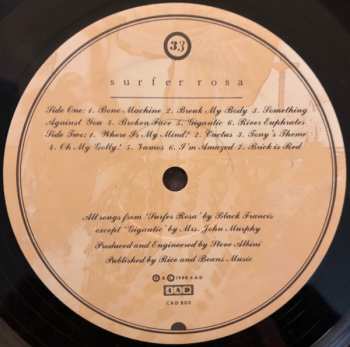 33
surfer rosa
Side One: 1. Bone Machine 2. Break My Body 3. Something
Against You 4. Broken Face 5. Gigantic 6. River Euphrates
Side Two: 1. Where Is My Mind? 2. Cactus 3. Tony's Theme
4. Oh My Golly! 5. Vamos 6. I'm Amazed 7. Brick is Red
All songs from 'Surfer Rosa' by Black Francis
except 'Gigantic' by Mrs. John Murphy
Produced and Engineered by Steve Albini
Published by Rice and Beans Music
℗ & © 1988 4AD
4AD
CAD 803